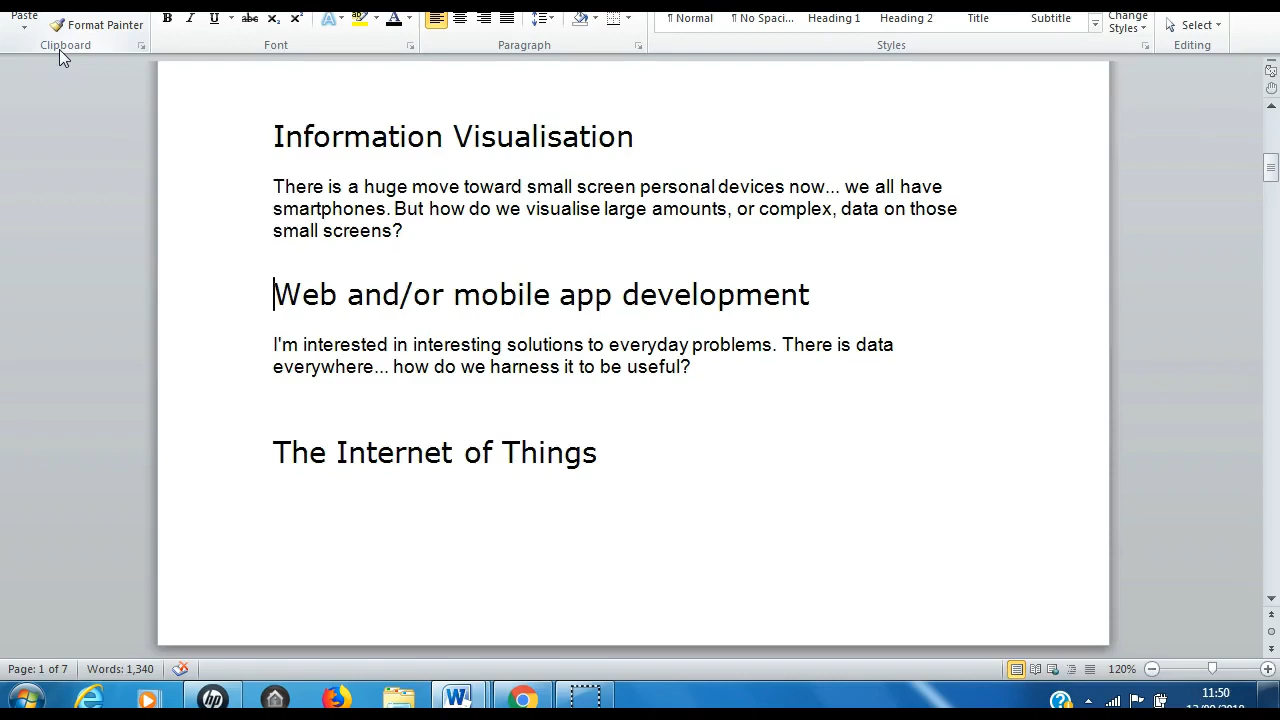 Paste
Format Painter
B I U abc x₂ x² A ab A
¶ Normal ¶ No Spaci... Heading 1 Heading 2 Title Subtitle
Change
Styles
Select
Clipboard Font Paragraph Styles Editing
Information Visualisation
There is a huge move toward small screen personal devices now... we all have
smartphones. But how do we visualise large amounts, or complex, data on those
small screens?
Web and/or mobile app development
I'm interested in interesting solutions to everyday problems. There is data
everywhere... how do we harness it to be useful?
The Internet of Things
Page: 1 of 7 Words: 1,340 120%
11:50